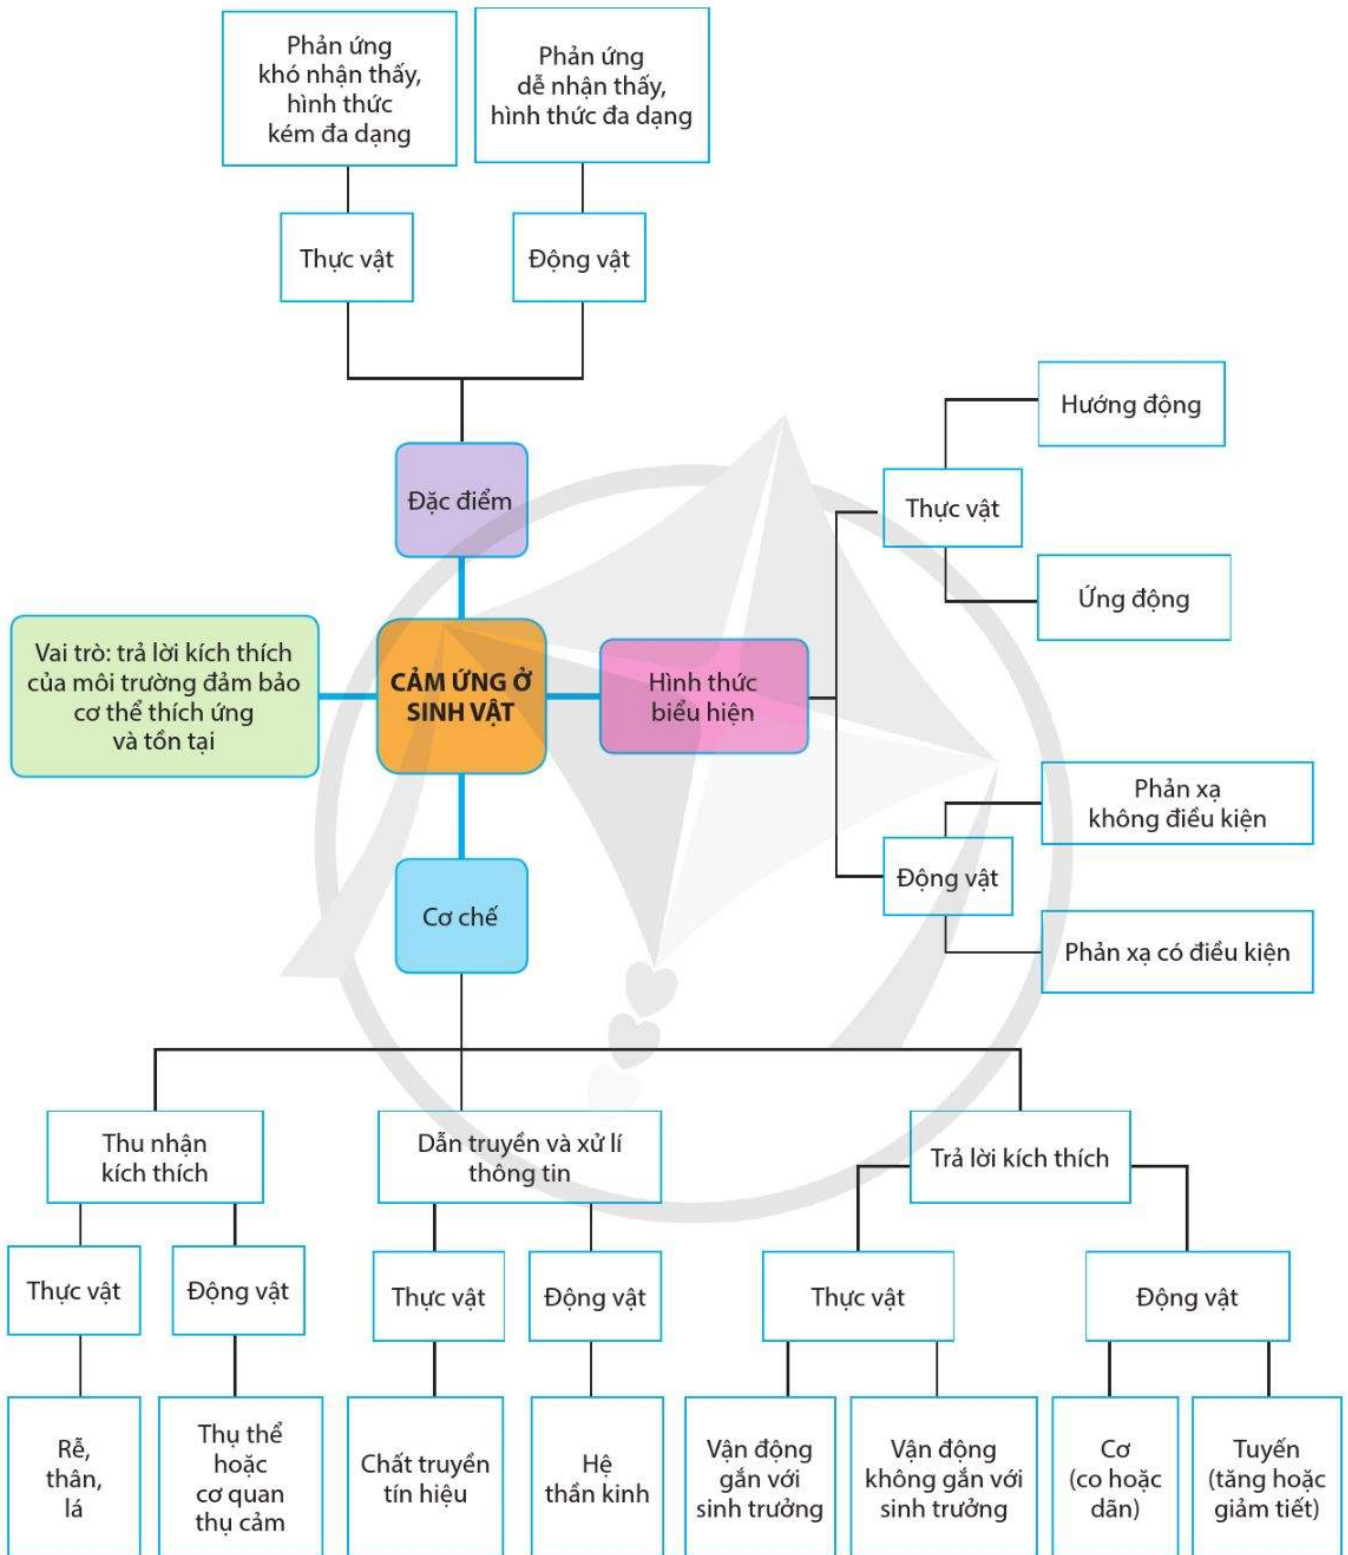 Phản ứng
khó nhận thấy,
hình thức
kém đa dạng
Phản ứng
dễ nhận thấy,
hình thức đa dạng
Thực vật
Động vật
Đặc điểm
Hướng động
Thực vật
Ứng động
Vai trò: trả lời kích thích
của môi trường đảm bảo
cơ thể thích ứng
và tồn tại
CẢM ỨNG Ở
SINH VẬT
Hình thức
biểu hiện
Phản xạ
không điều kiện
Động vật
Phản xạ có điều kiện
Cơ chế
Thu nhận
kích thích
Dẫn truyền và xử lí
thông tin
Trả lời kích thích
Thực vật
Động vật
Thực vật
Động vật
Thực vật
Động vật
Rễ,
thân,
lá
Thụ thể
hoặc
cơ quan
thụ cảm
Chất truyền
tín hiệu
Hệ
thần kinh
Vận động
gắn với
sinh trưởng
Vận động
không gắn với
sinh trưởng
Cơ
(co hoặc
dãn)
Tuyến
(tăng hoặc
giảm tiết)